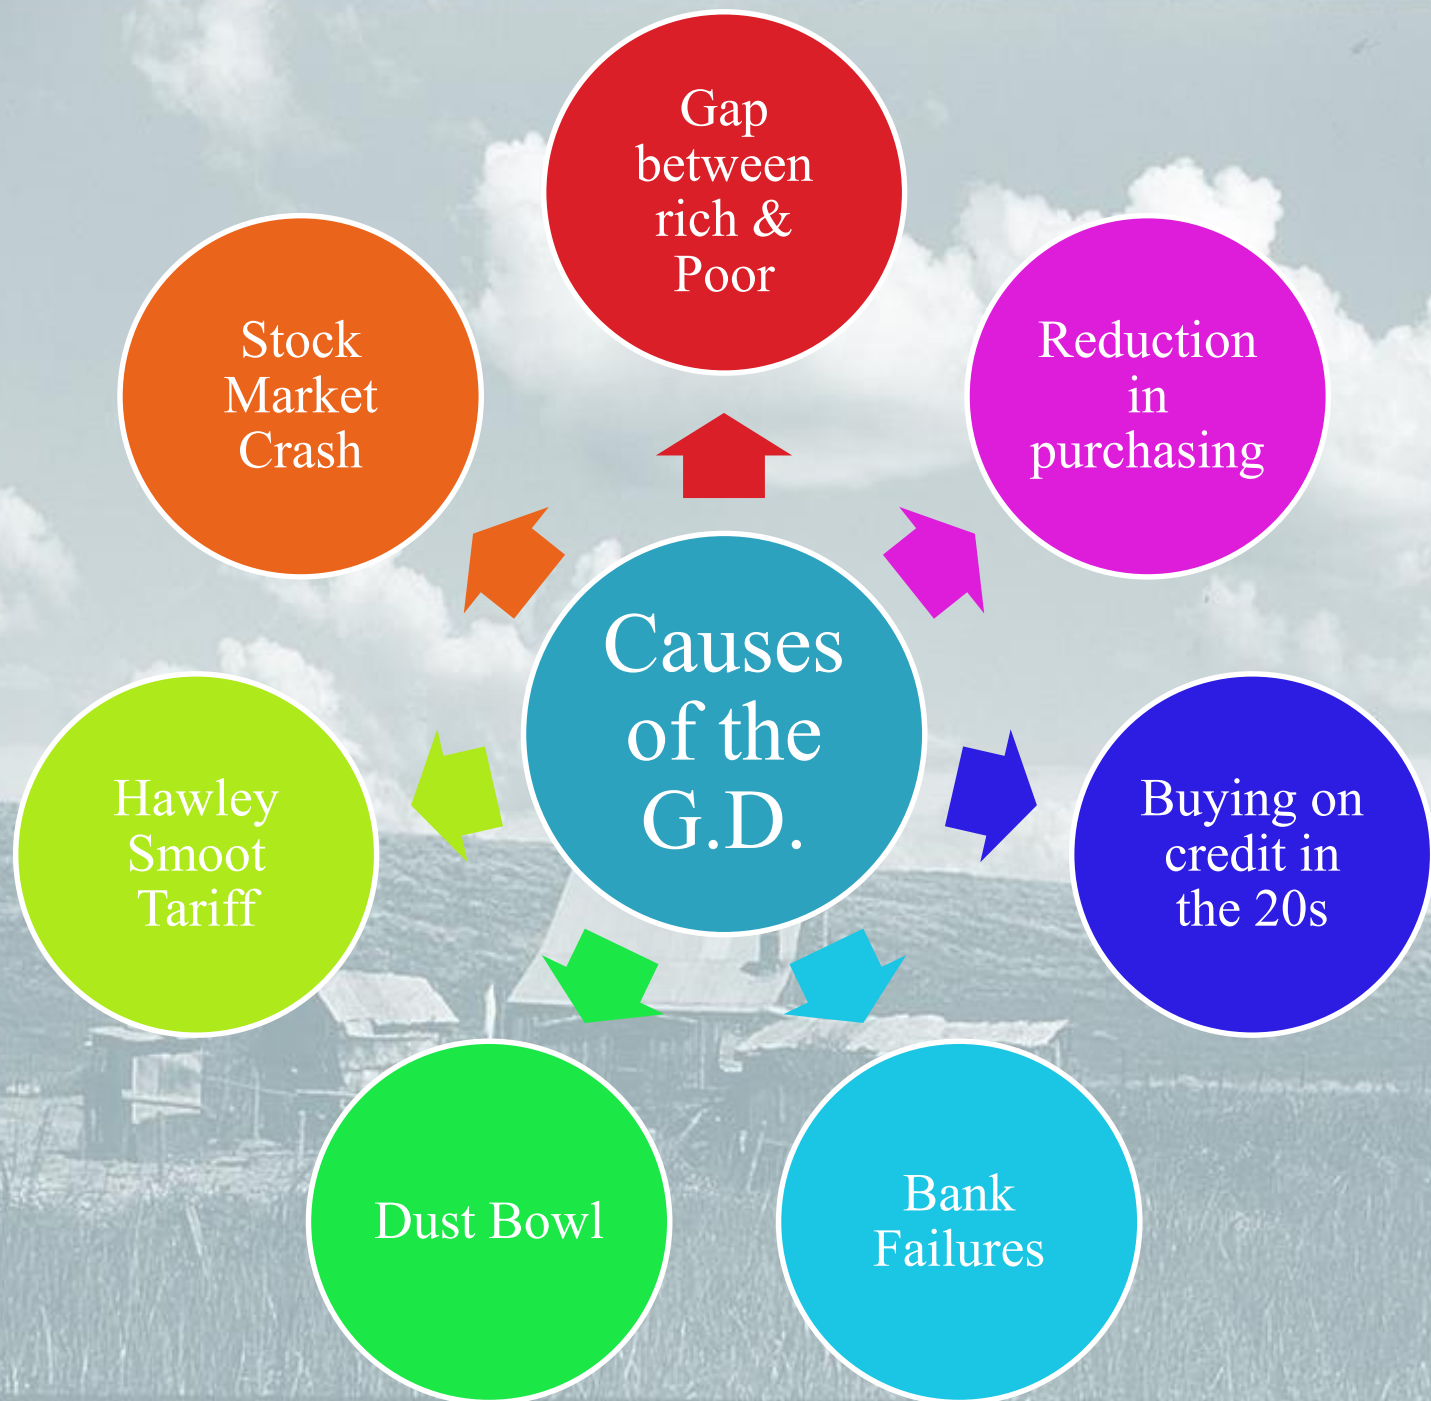 Gap
between
rich &
Poor
Stock
Market
Crash
Reduction
in
purchasing
Causes
of the
G.D.
Hawley
Smoot
Tariff
Buying on
credit in
the 20s
Dust Bowl
Bank
Failures